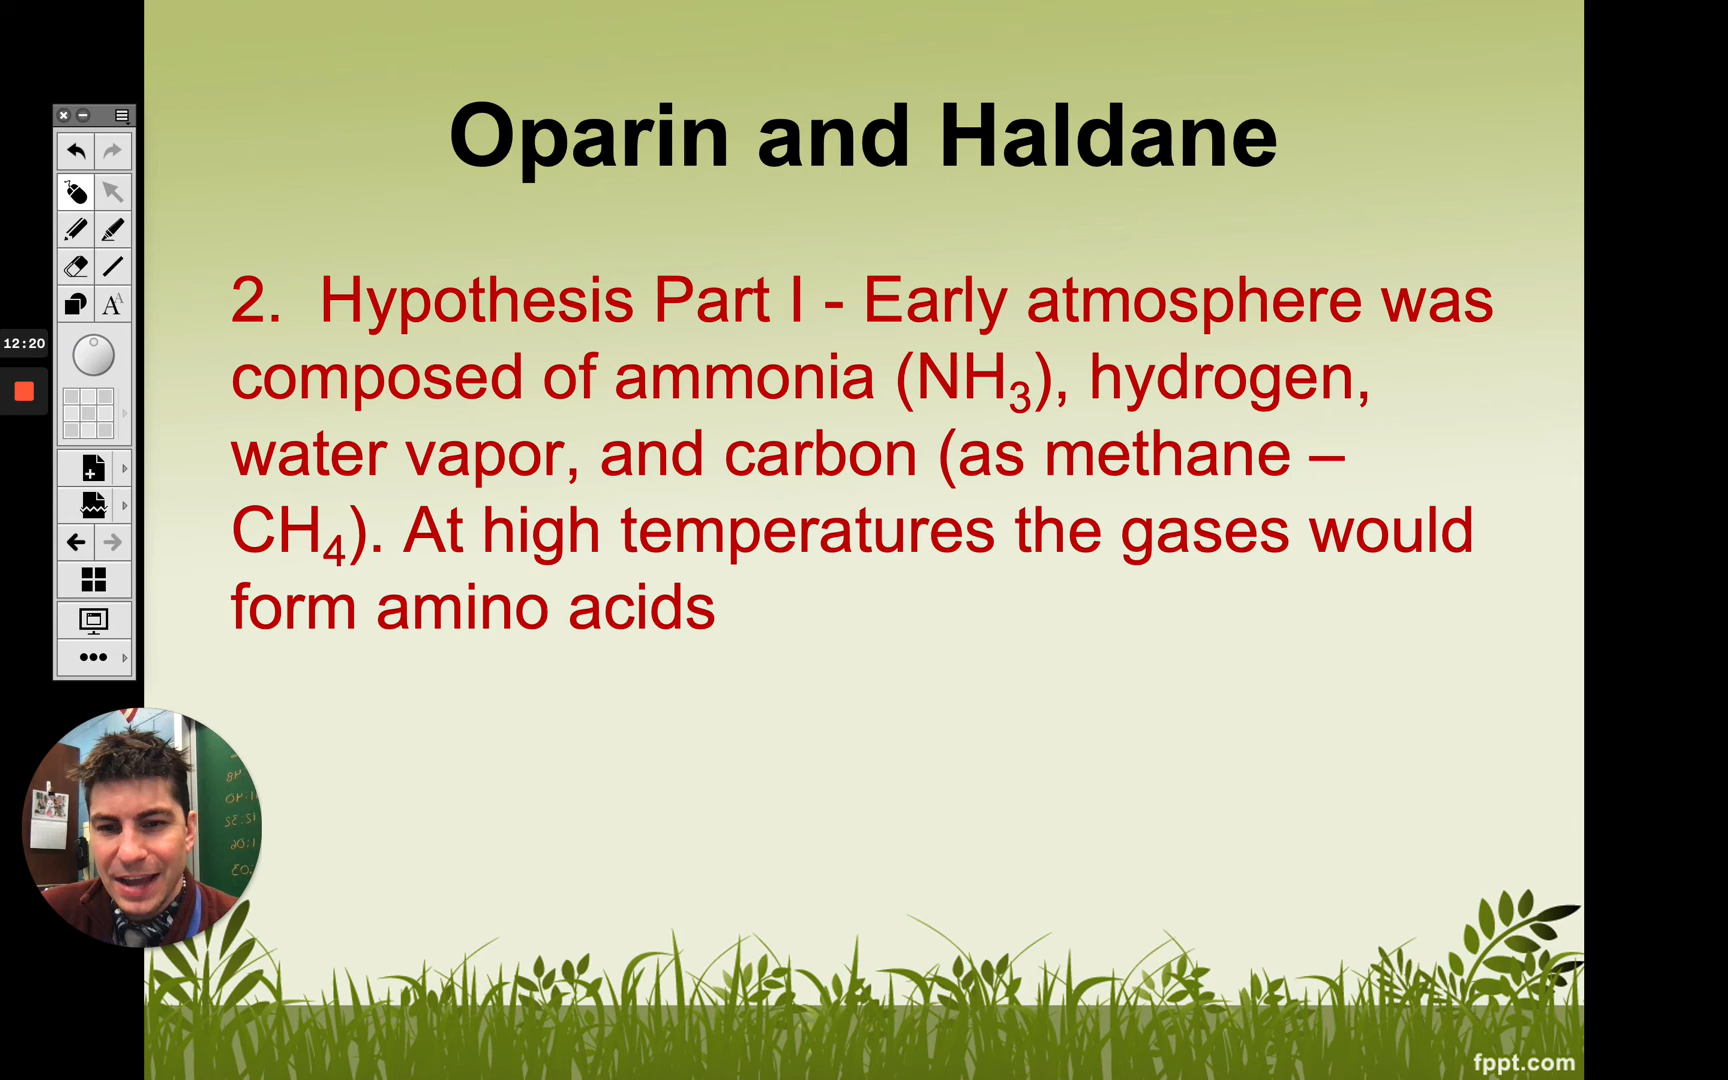 Oparin and Haldane
2. Hypothesis Part I - Early atmosphere was
composed of ammonia (NH₃), hydrogen,
water vapor, and carbon (as methane –
CH₄). At high temperatures the gases would
form amino acids
12:20
fppt.com